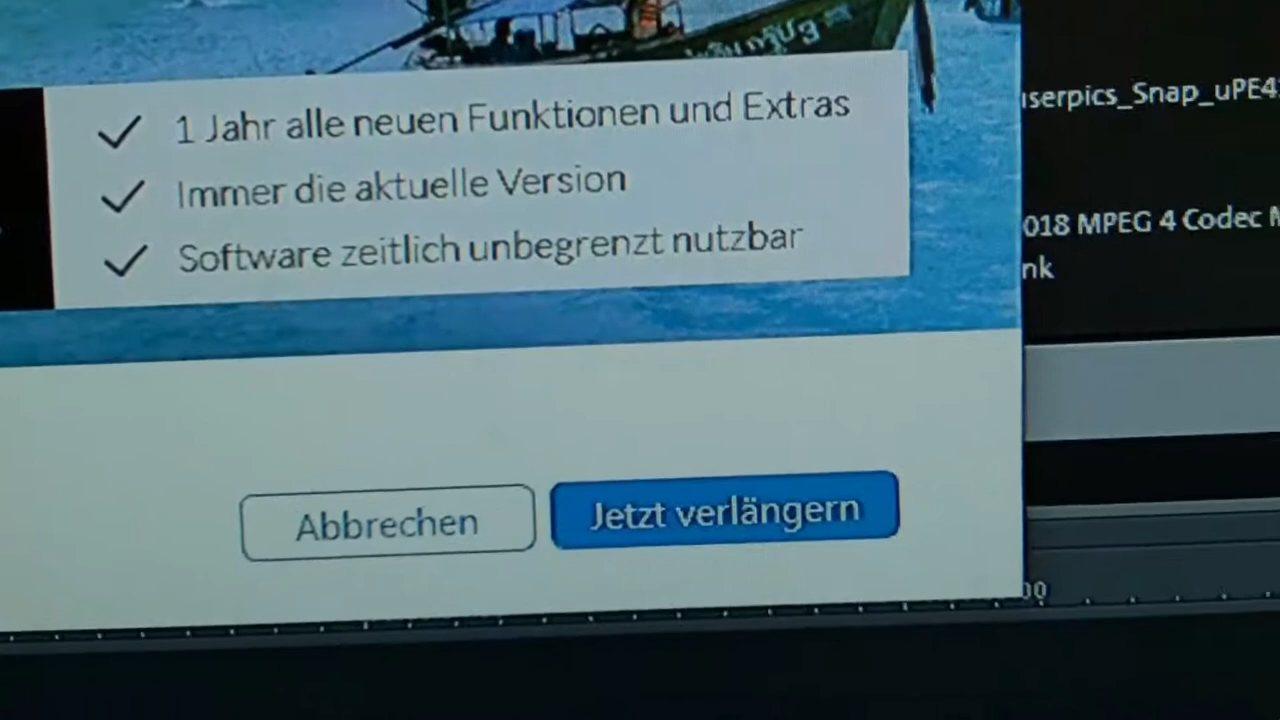 1 Jahr alle neuen Funktionen und Extras
Immer die aktuelle Version
Software zeitlich unbegrenzt nutzbar
Abbrechen
Jetzt verlängern
serpics_Snap_uPE4
018 MPEG 4 Codec
nk
00